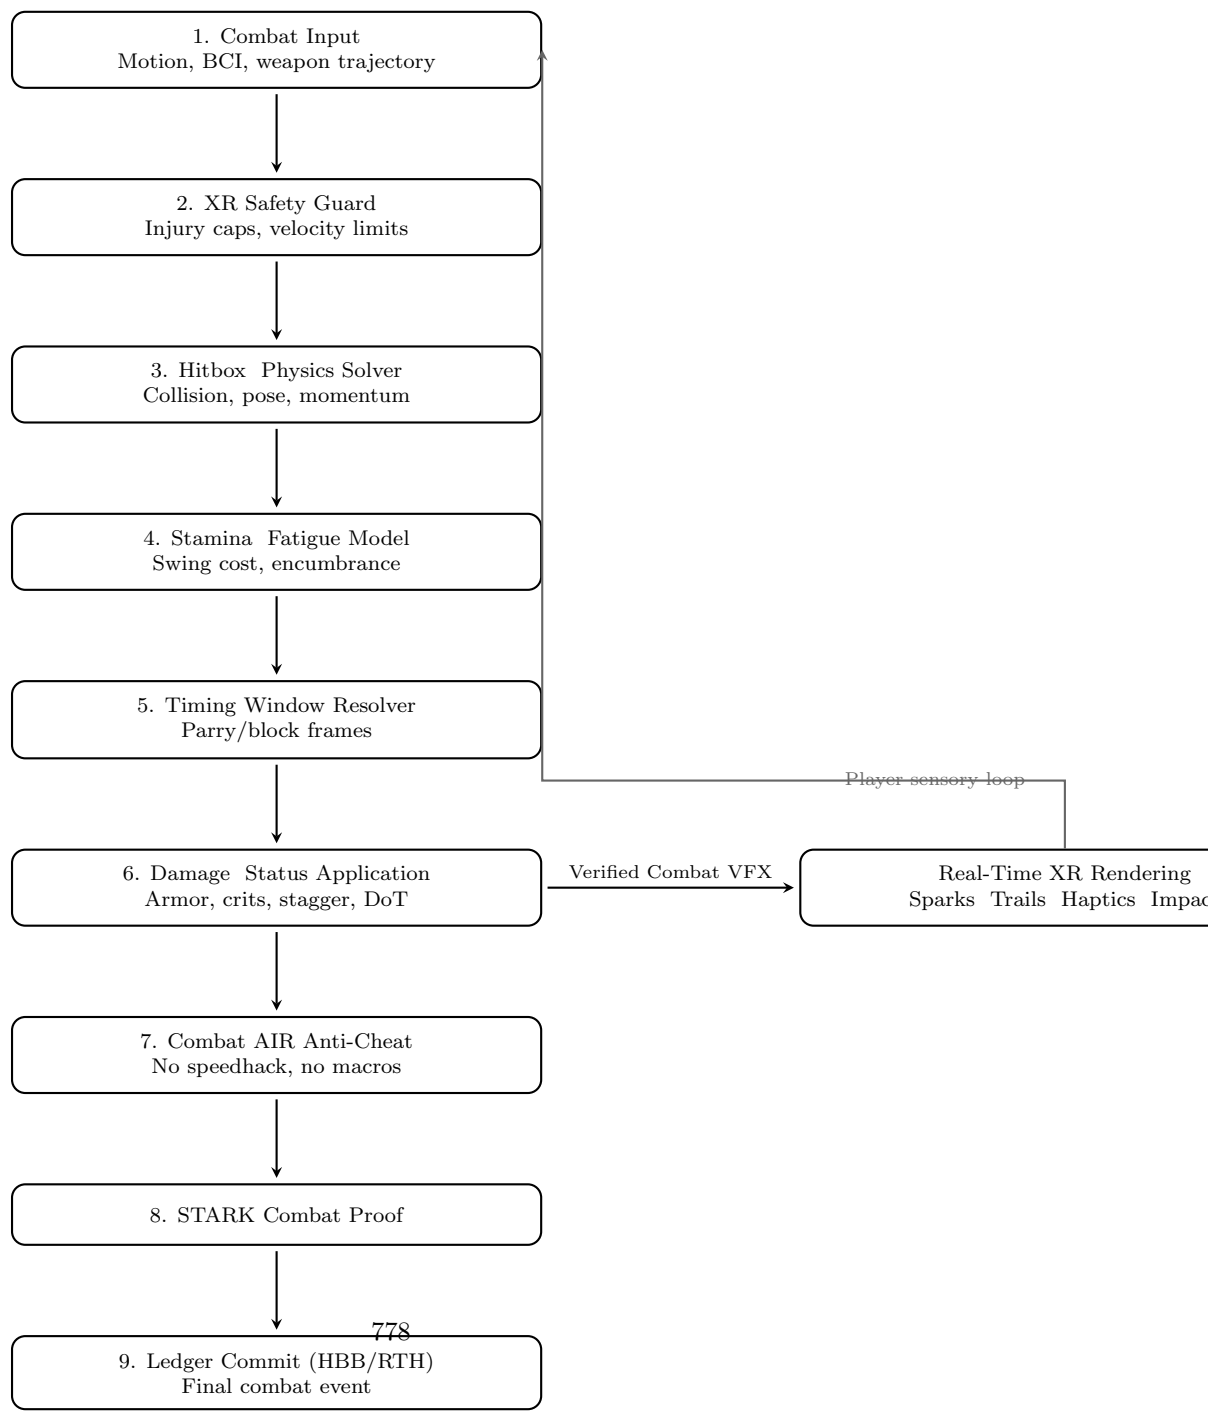 1. Combat Input
Motion, BCI, weapon trajectory
2. XR Safety Guard
Injury caps, velocity limits
3. Hitbox Physics Solver
Collision, pose, momentum
4. Stamina Fatigue Model
Swing cost, encumbrance
5. Timing Window Resolver
Parry/block frames
Player sensory loop
6. Damage Status Application
Armor, crits, stagger, DoT
Verified Combat VFX
Real-Time XR Rendering
Sparks Trails Haptics
7. Combat AIR Anti-Cheat
No speedhack, no macros
8. STARK Combat Proof
778
9. Ledger Commit (HBB/RTH)
Final combat event